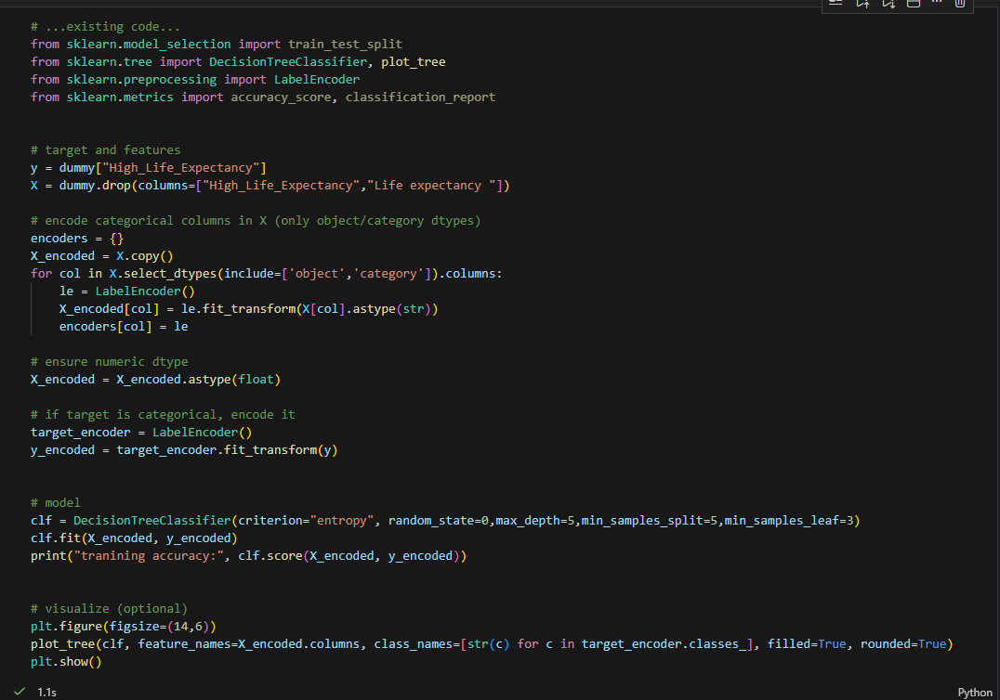 # ...existing code...
from sklearn.model_selection import train_test_split
from sklearn.tree import DecisionTreeClassifier, plot_tree
from sklearn.preprocessing import LabelEncoder
from sklearn.metrics import accuracy_score, classification_report
# target and features
y = dummy["High_Life_Expectancy"]
X = dummy.drop(columns=["High_Life_Expectancy","Life expectancy "])
# encode categorical columns in X (only object/category dtypes)
encoders = {}
X_encoded = X.copy()
for col in X.select_dtypes(include=['object','category']).columns:
    le = LabelEncoder()
    X_encoded[col] = le.fit_transform(X[col].astype(str))
    encoders[col] = le
# ensure numeric dtype
X_encoded = X_encoded.astype(float)
# if target is categorical, encode it
target_encoder = LabelEncoder()
y_encoded = target_encoder.fit_transform(y)
# model
clf = DecisionTreeClassifier(criterion="entropy", random_state=0,max_depth=5,min_samples_split=5,min_samples_leaf=3)
clf.fit(X_encoded, y_encoded)
print("tranining accuracy:", clf.score(X_encoded, y_encoded))
# visualize (optional)
plt.figure(figsize=(14,6))
plot_tree(clf, feature_names=X_encoded.columns, class_names=[str(c) for c in target_encoder.classes_], filled=True, rounded=True)
plt.show()
1.1s
Python